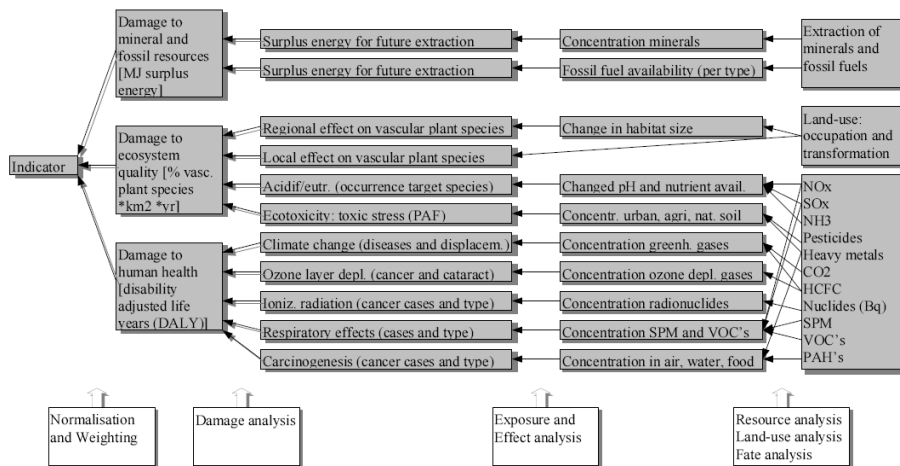 Indicator
Damage to
mineral and
fossil resources
[MJ surplus
energy]
Damage to
ecosystem
quality [% vasc.
plant species
*km2 *yr]
Damage to
human health
[disability
adjusted life
years (DALY)]
Surplus energy for future extraction
Surplus energy for future extraction
Regional effect on vascular plant species
Local effect on vascular plant species
Acidif/eutr. (occurrence target species)
Ecotoxicity: toxic stress (PAF)
Climate change (diseases and displacem.)
Ozone layer depl. (cancer and cataract)
Ioniz. radiation (cancer cases and type)
Respiratory effects (cases and type)
Carcinogenesis (cancer cases and type)
Concentration minerals
Fossil fuel availability (per type)
Change in habitat size
Changed pH and nutrient avail.
Concentr. urban, agri, nat. soil
Concentration greenh. gases
Concentration ozone depl. gases
Concentration radionuclides
Concentration SPM and VOC's
Concentration in air, water, food
Extraction of
minerals and
fossil fuels
Land-use:
occupation and
transformation
NOx
SOx
NH3
Pesticides
Heavy metals
CO2
HCFC
Nuclides (Bq)
SPM
VOC's
PAH's
Normalisation
and Weighting
Damage analysis
Exposure and
Effect analysis
Resource analysis
Land-use analysis
Fate analysis